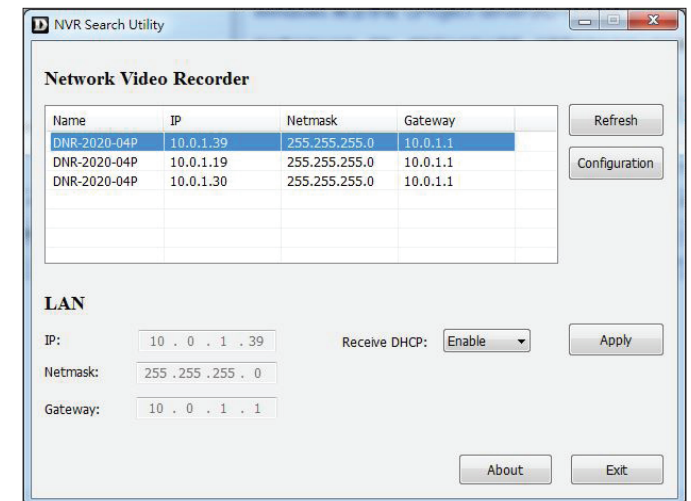 NVR Search Utility
Network Video Recorder
Name IP Netmask Gateway
DNR-2020-04P 10.0.1.39 255.255.255.0 10.0.1.1
DNR-2020-04P 10.0.1.19 255.255.255.0 10.0.1.1
DNR-2020-04P 10.0.1.30 255.255.255.0 10.0.1.1
Refresh
Configuration
LAN
IP: 10 . 0 . 1 . 39 Receive DHCP: Enable Apply
Netmask: 255 .255 .255 . 0
Gateway: 10 . 0 . 1 . 1
About Exit